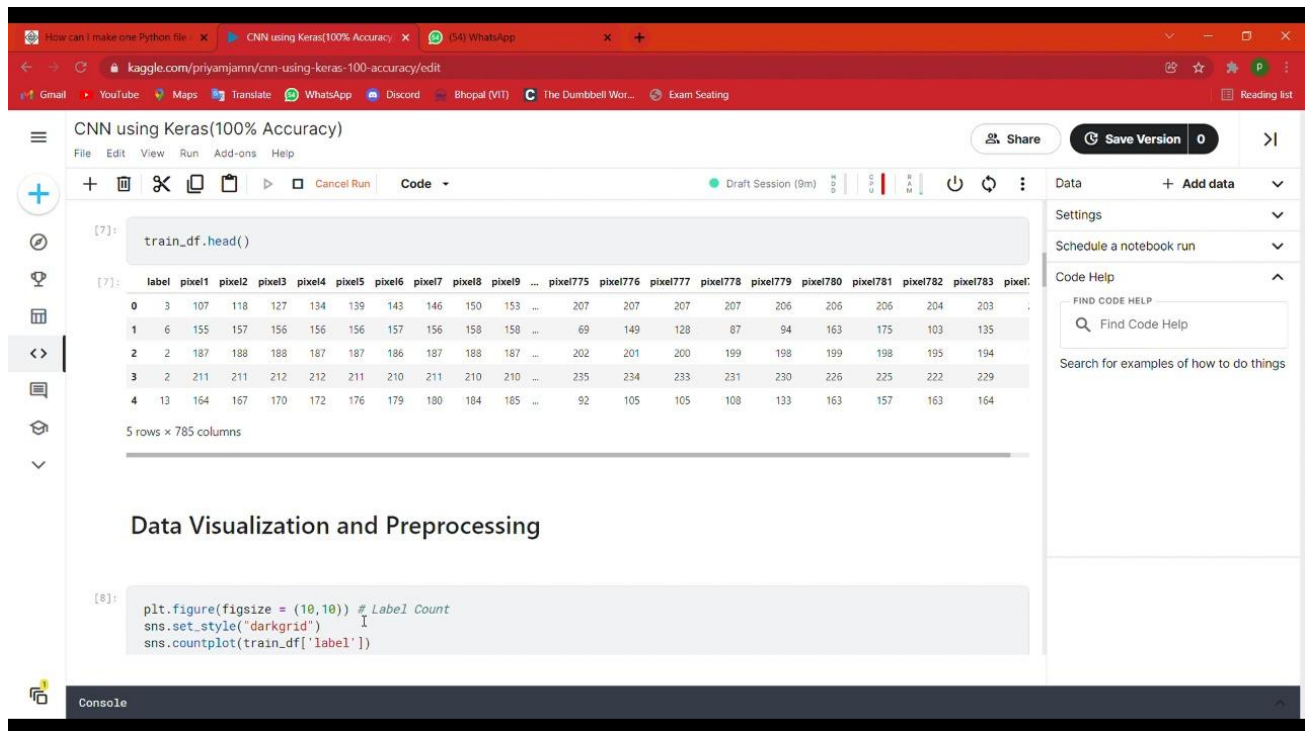 How can I make one Python file CNN using Keras(100% Accuracy) (54) WhatsApp
kaggle.com/priyamjamn/cnn-using-keras-100-accuracy/edit
Gmail YouTube Maps Translate WhatsApp Discord Bhopal (VIT) The Dumbbell Wor... Exam Seating Reading list
CNN using Keras(100% Accuracy)
File Edit View Run Add-ons Help
Share
Save Version 0
Cancel Run Code Draft Session (9m) HDD CPU RAM
Data + Add data
Settings
Schedule a notebook run
Code Help
FIND CODE HELP
Find Code Help
Search for examples of how to do things
[7]:
train_df.head()
[7]:
label pixel1 pixel2 pixel3 pixel4 pixel5 pixel6 pixel7 pixel8 pixel9 ... pixel775 pixel776 pixel777 pixel778 pixel779 pixel780 pixel781 pixel782 pixel783
0 3 107 118 127 134 139 143 146 150 153 ... 207 207 207 207 206 206 206 204 203
1 6 155 157 156 156 156 157 156 158 158 ... 69 149 128 87 94 163 175 103 135
2 2 187 188 188 187 187 186 187 188 187 ... 202 201 200 199 198 199 198 195 194
3 2 211 211 212 212 211 210 211 210 210 ... 235 234 233 231 230 226 225 222 229
4 13 164 167 170 172 176 179 180 184 185 ... 92 105 105 108 133 163 157 163 164
5 rows × 785 columns
Data Visualization and Preprocessing
[8]:
plt.figure(figsize = (10,10)) # Label Count
sns.set_style("darkgrid")
sns.countplot(train_df['label'])
Console